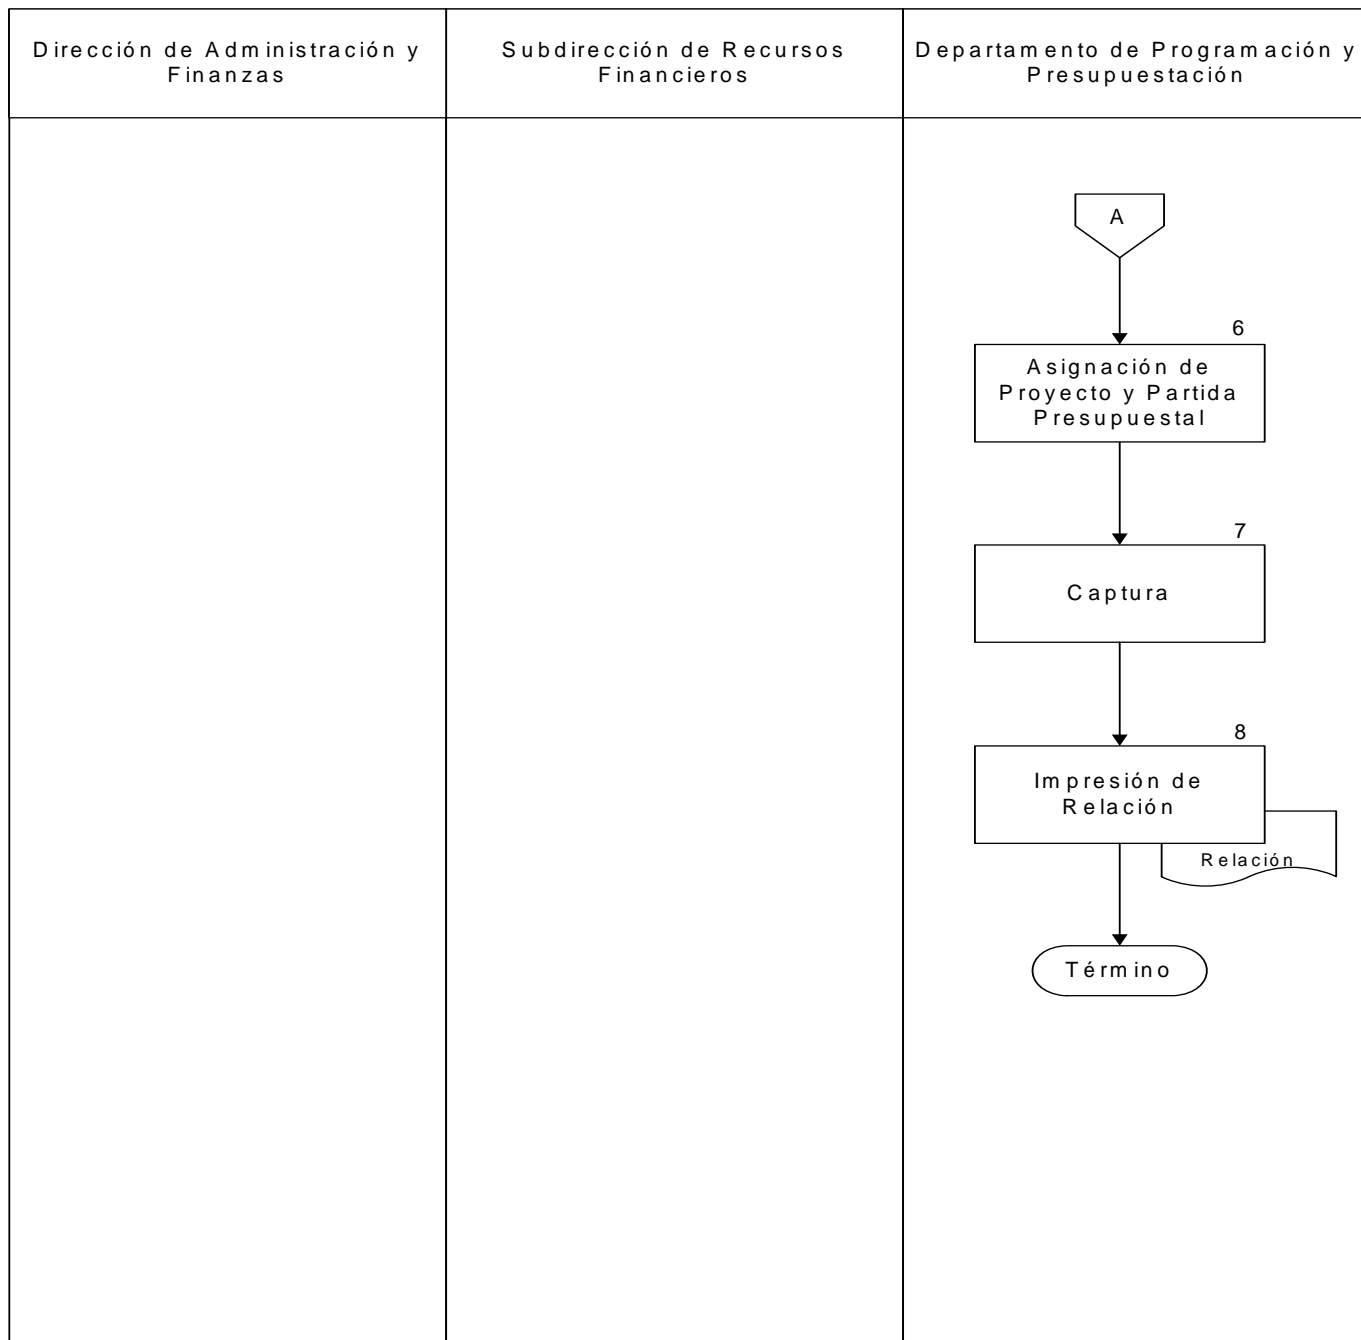 Dirección de Administración y
Finanzas
Subdirección de Recursos
Financieros
Departamento de Programación y
Presupuestación
A
6
Asignación de
Proyecto y Partida
Presupuestal
7
Captura
8
Impresión de
Relación
Relación
Término